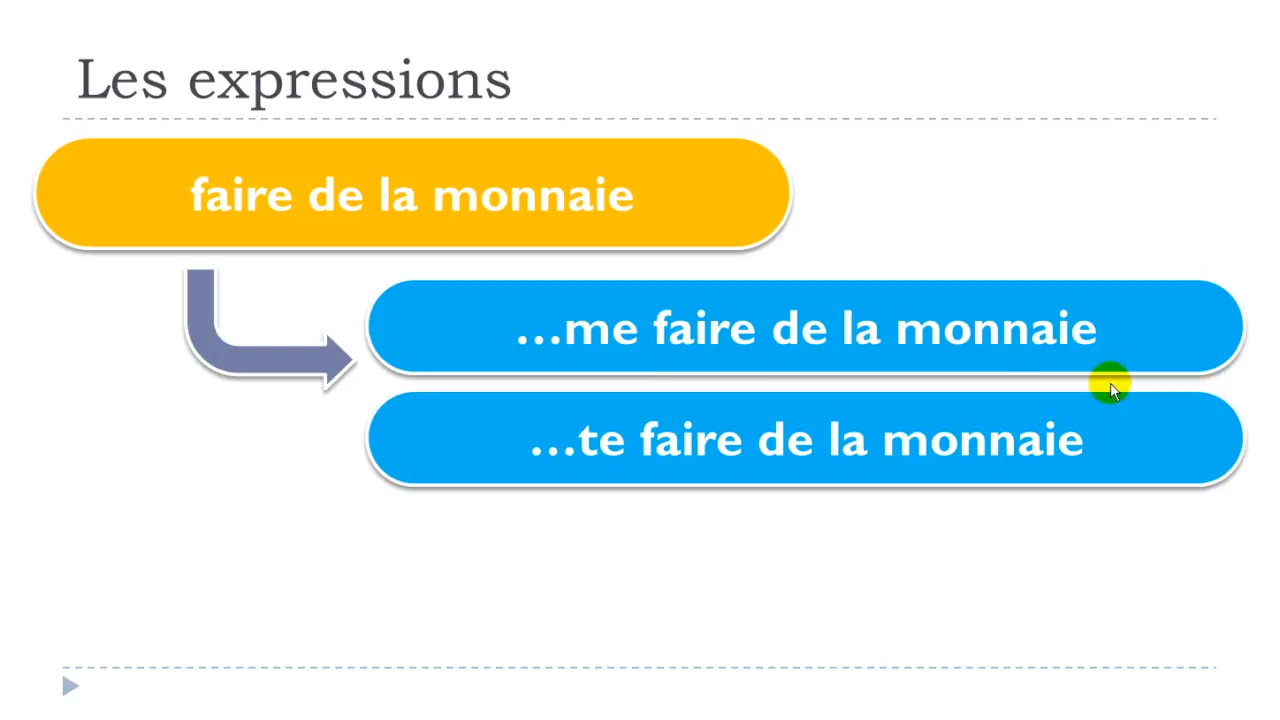 Les expressions
faire de la monnaie
...me faire de la monnaie
...te faire de la monnaie